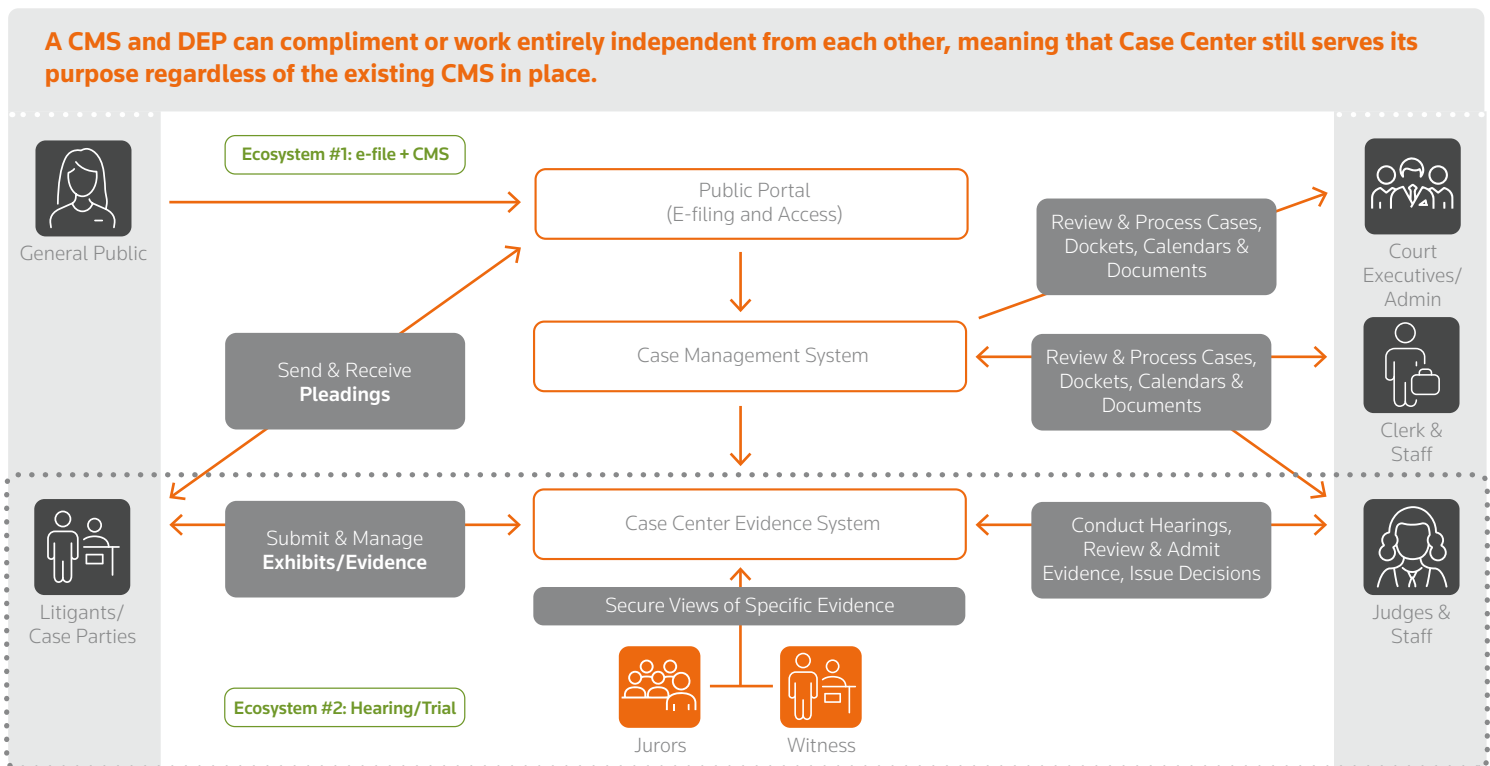 A CMS and DEP can compliment or work entirely independent from each other, meaning that Case Center still serves its
purpose regardless of the existing CMS in place.
Ecosystem #1: e-file + CMS
General Public
Public Portal
(E-filing and Access)
Review & Process Cases,
Dockets, Calendars &
Documents
Court
Executives/
Admin
Send & Receive
Pleadings
Case Management System
Review & Process Cases,
Dockets, Calendars &
Documents
Clerk &
Staff
Litigants/
Case Parties
Submit & Manage
Exhibits/Evidence
Case Center Evidence System
Conduct Hearings,
Review & Admit
Evidence, Issue Decisions
Judges &
Staff
Secure Views of Specific Evidence
Jurors
Witness
Ecosystem #2: Hearing/Trial